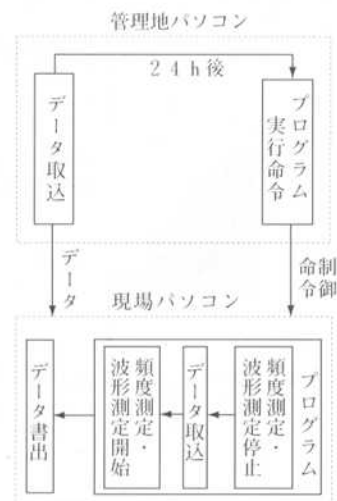 管理地パソコン
24h後
データ取込
プログラム
実行命令
データ
制御
命令
現場パソコン
プログラム
頻度測定・
波形測定停止
データ取込
頻度測定・
波形測定開始
データ書出